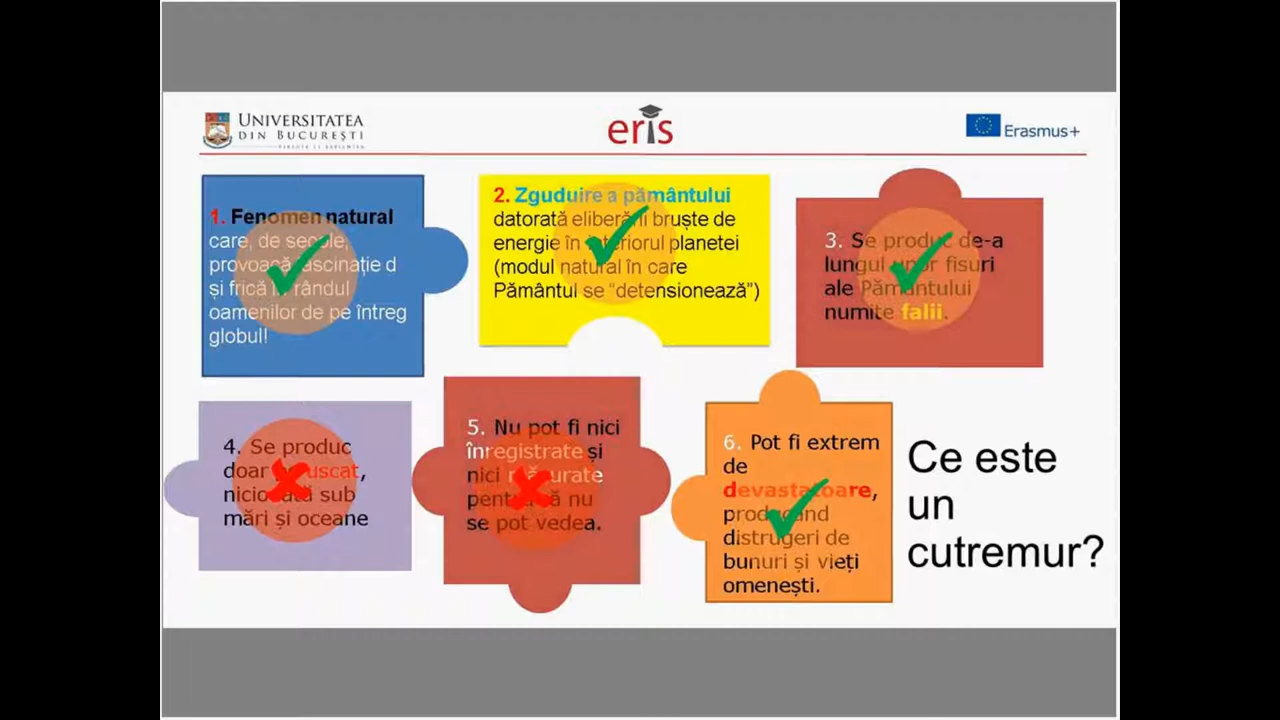 UNIVERSITATEA
DIN BUCUREȘTI
eris
Erasmus+
1. Fenomen natural
care, de secole,
provoacă fascinație d
și frică în rândul
oamenilor de pe întreg
globul!
2. Zguduire a pământului
datorată eliberării bruște de
energie în interiorul planetei
(modul natural în care
Pământul se “detensionează”)
3. Se produc de-a
lungul unor fisuri
ale Pământului
numite falii.
4. Se produc
doar pe uscat,
niciodată sub
mări și oceane
5. Nu pot fi nici
înregistrate și
nici măsurate
pentru că nu
se pot vedea.
6. Pot fi extrem
de
devastatoare,
producând
distrugeri de
bunuri și vieți
omenești.
Ce este
un
cutremur?